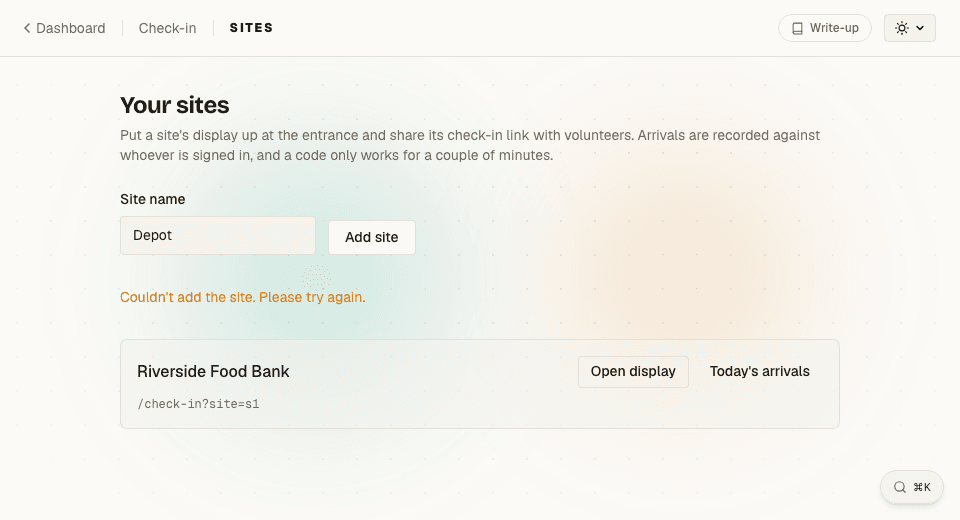 Dashboard
Check-in
SITES
Write-up
Your sites
Put a site's display up at the entrance and share its check-in link with volunteers. Arrivals are recorded against
whoever is signed in, and a code only works for a couple of minutes.
Site name
Depot
Add site
Couldn't add the site. Please try again.
Riverside Food Bank
Open display
Today's arrivals
/check-in?site=s1
⌘K